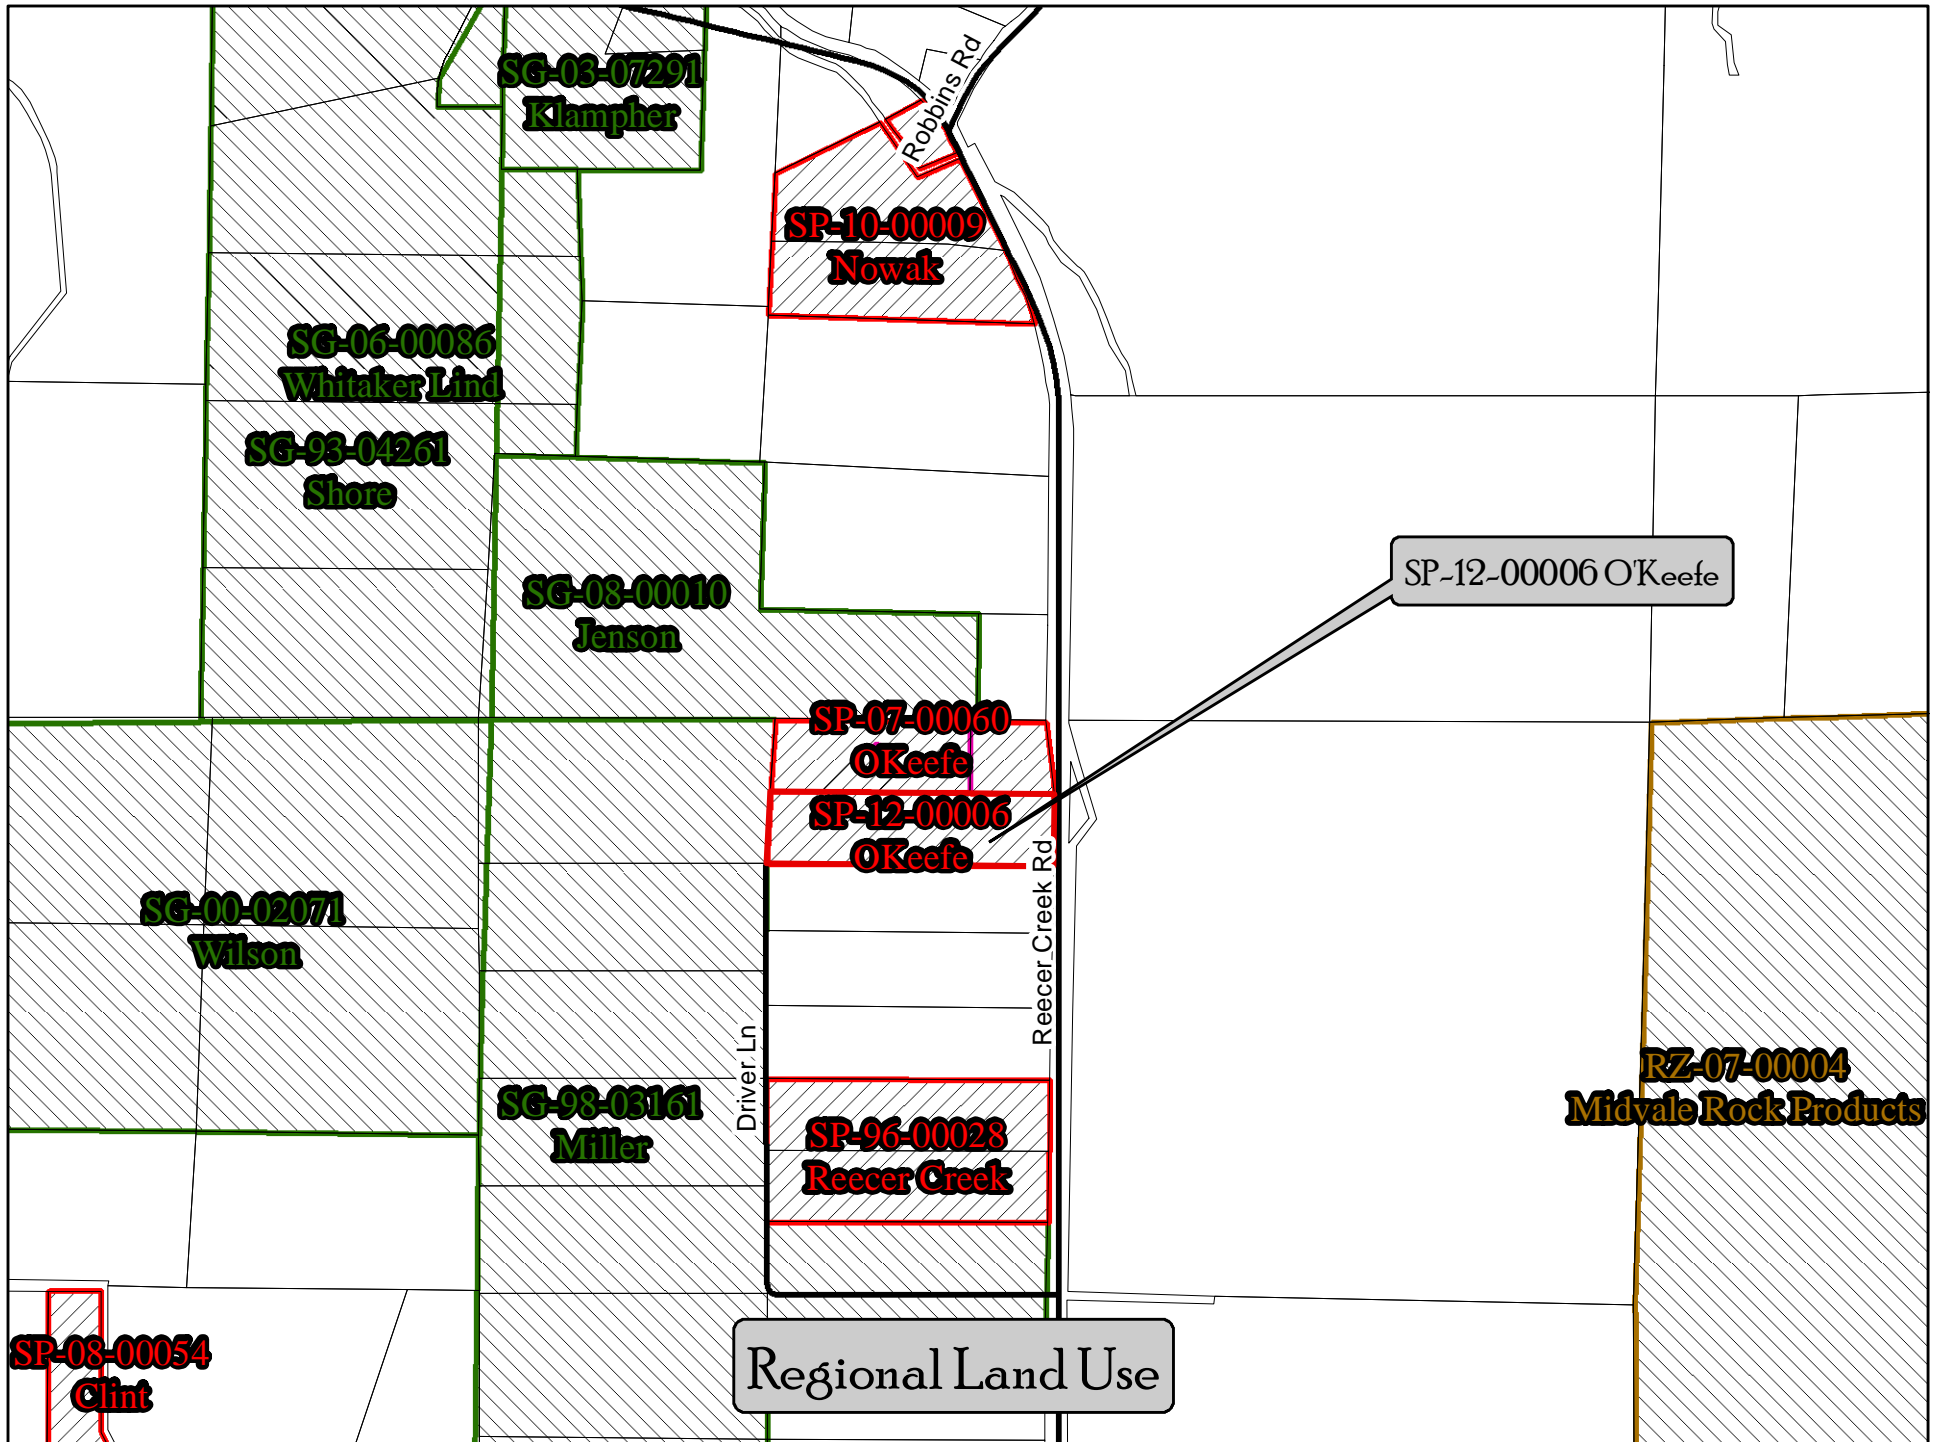 SG-03-07291
Klampher
Robbins Rd
SP-10-00009
Nowak
SG-06-00086
Whitaker Lind
SG-93-04261
Shore
SG-08-00010
Jenson
SP-12-00006 O'Keefe
SP-07-00060
OKeefe
SP-12-00006
OKeefe
Reecer Creek Rd
SG-00-02071
Wilson
Driver Ln
SG-98-03161
Miller
SP-96-00028
Reecer Creek
RZ-07-00004
Midvale Rock Products
SP-08-00054
Clint
Regional Land Use